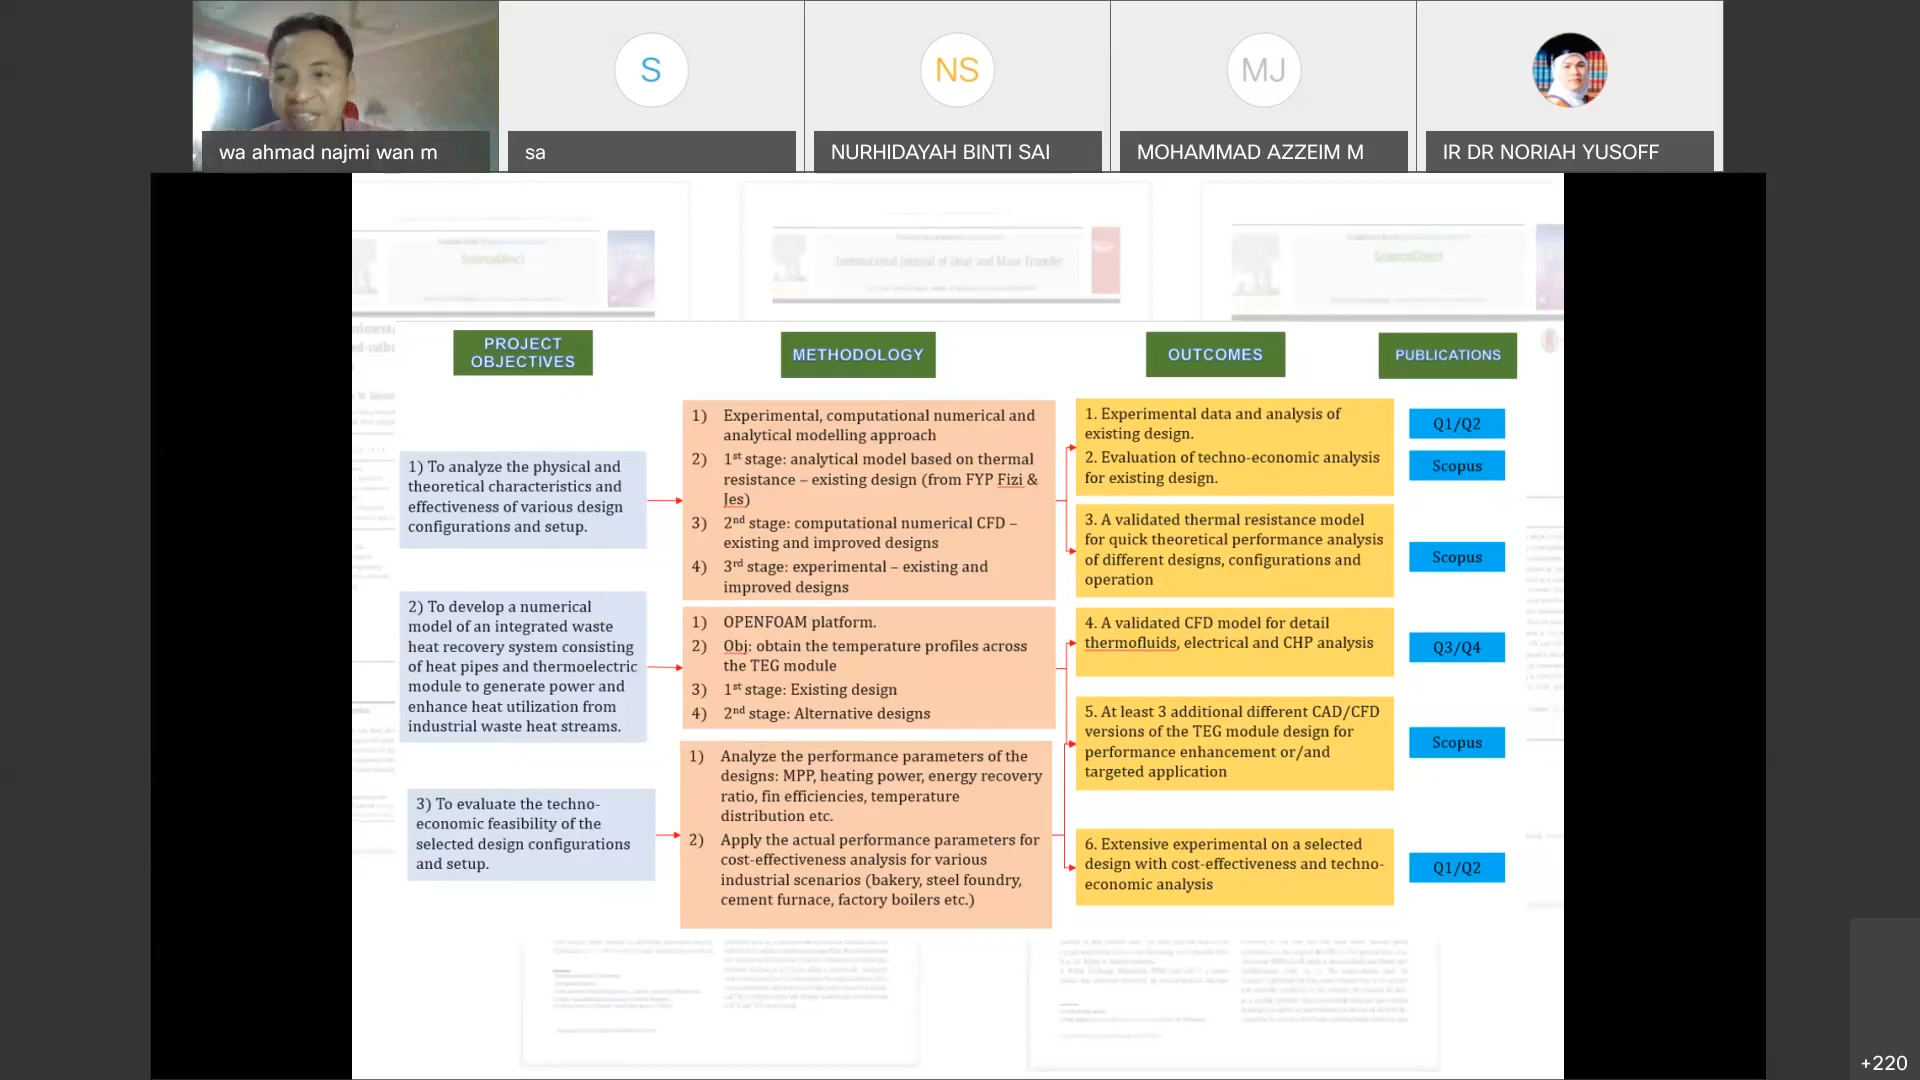 S
NS
MJ
wa ahmad najmi wan m
sa
NURHIDAYAH BINTI SAI
MOHAMMAD AZZEIM M
IR DR NORIAH YUSOFF
ScienceDirect
International Journal of Heat and Mass Transfer
ScienceDirect
PROJECT
OBJECTIVES
METHODOLOGY
OUTCOMES
PUBLICATIONS
1) To analyze the physical and
theoretical characteristics and
effectiveness of various design
configurations and setup.
2) To develop a numerical
model of an integrated waste
heat recovery system consisting
of heat pipes and thermoelectric
module to generate power and
enhance heat utilization from
industrial waste heat streams.
3) To evaluate the techno-
economic feasibility of the
selected design configurations
and setup.
1) Experimental, computational numerical and
analytical modelling approach
2) 1st stage: analytical model based on thermal
resistance – existing design (from FYP Fizi &
Jes)
3) 2nd stage: computational numerical CFD –
existing and improved designs
4) 3rd stage: experimental – existing and
improved designs
1) OPENFOAM platform.
2) Obj: obtain the temperature profiles across
the TEG module
3) 1st stage: Existing design
4) 2nd stage: Alternative designs
1) Analyze the performance parameters of the
designs: MPP, heating power, energy recovery
ratio, fin efficiencies, temperature
distribution etc.
2) Apply the actual performance parameters for
cost-effectiveness analysis for various
industrial scenarios (bakery, steel foundry,
cement furnace, factory boilers etc.)
1. Experimental data and analysis of
existing design.
2. Evaluation of techno-economic analysis
for existing design.
3. A validated thermal resistance model
for quick theoretical performance analysis
of different designs, configurations and
operation
4. A validated CFD model for detail
thermofluids, electrical and CHP analysis
5. At least 3 additional different CAD/CFD
versions of the TEG module design for
performance enhancement or/and
targeted application
6. Extensive experimental on a selected
design with cost-effectiveness and techno-
economic analysis
Q1/Q2
Scopus
Scopus
Q3/Q4
Scopus
Q1/Q2
+220